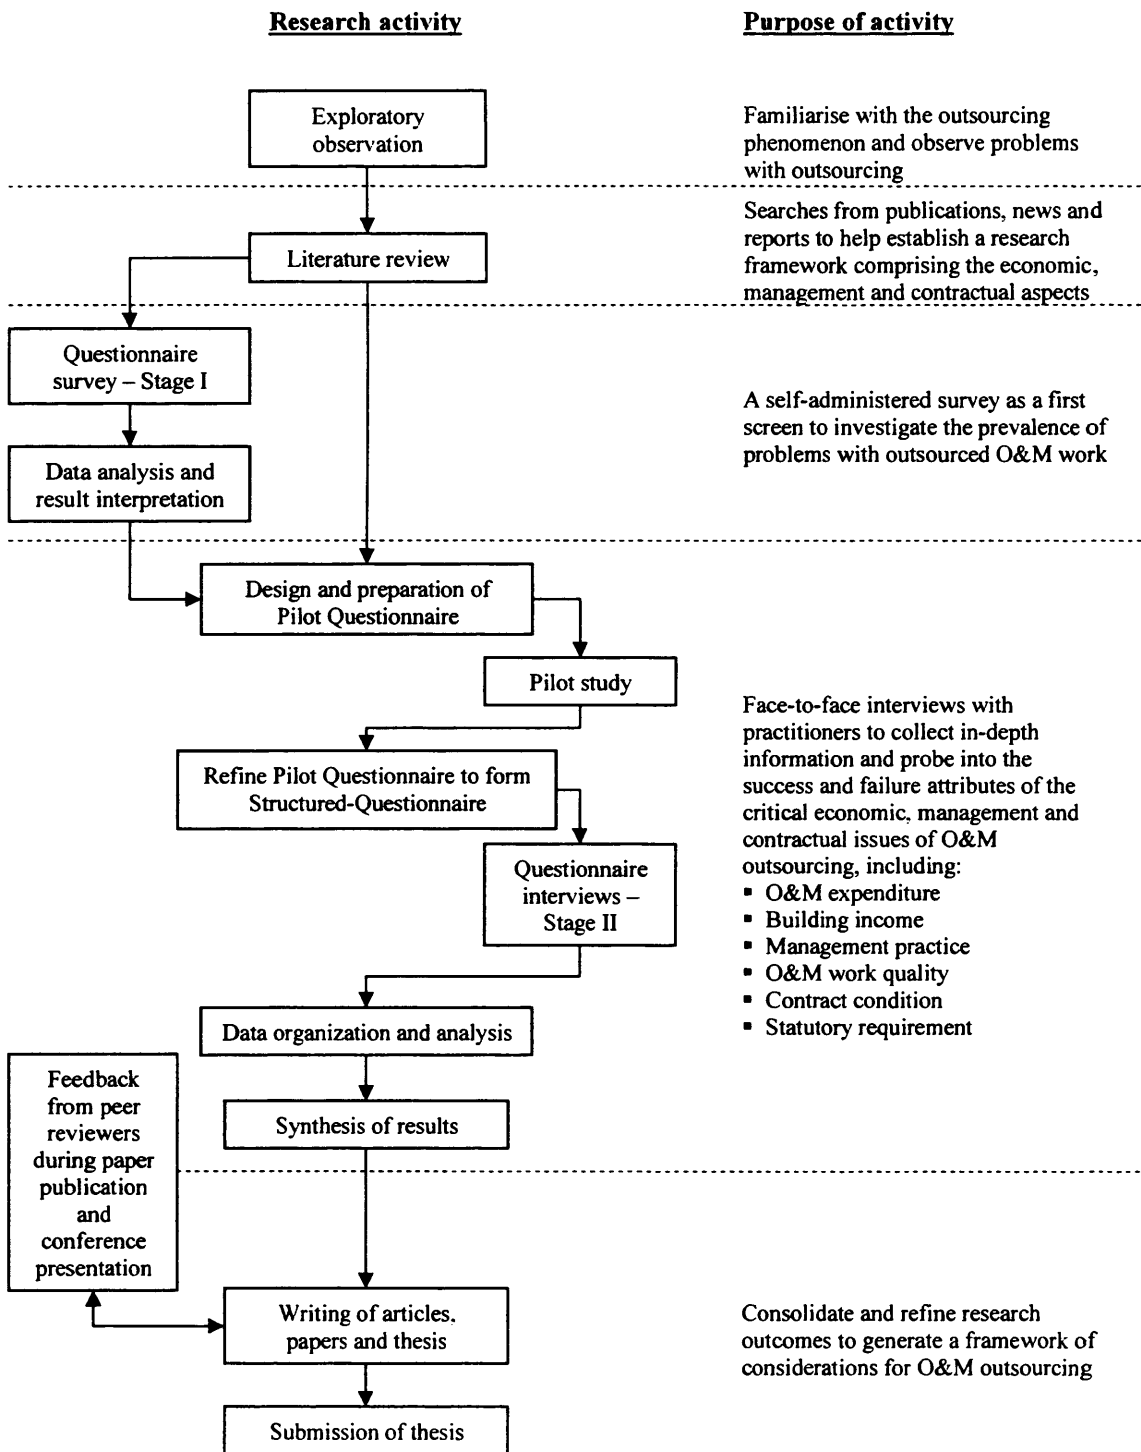 Research activity
Purpose of activity
Exploratory
observation
Familiarise with the outsourcing
phenomenon and observe problems
with outsourcing
Literature review
Searches from publications, news and
reports to help establish a research
framework comprising the economic,
management and contractual aspects
Questionnaire
survey – Stage I
Data analysis and
result interpretation
A self-administered survey as a first
screen to investigate the prevalence of
problems with outsourced O&M work
Design and preparation of
Pilot Questionnaire
Pilot study
Refine Pilot Questionnaire to form
Structured-Questionnaire
Questionnaire
interviews –
Stage II
Data organization and analysis
Synthesis of results
Face-to-face interviews with
practitioners to collect in-depth
information and probe into the
success and failure attributes of the
critical economic, management and
contractual issues of O&M
outsourcing, including:
▪ O&M expenditure
▪ Building income
▪ Management practice
▪ O&M work quality
▪ Contract condition
▪ Statutory requirement
Feedback
from peer
reviewers
during paper
publication
and
conference
presentation
Writing of articles,
papers and thesis
Submission of thesis
Consolidate and refine research
outcomes to generate a framework of
considerations for O&M outsourcing